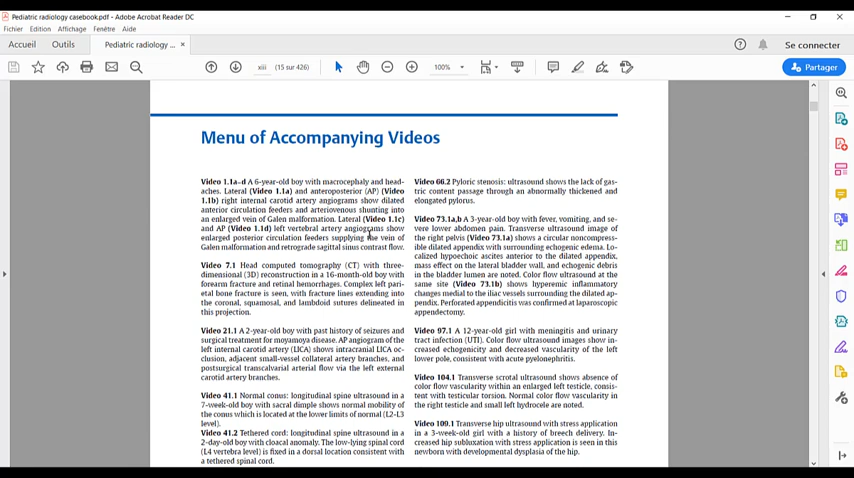 Pediatric radiology casebook.pdf - Adobe Acrobat Reader DC
Fichier Edition Affichage Fenêtre Aide
Accueil Outils Pediatric radiology ... × Se connecter
xiii (15 sur 426) 100% Partager
Menu of Accompanying Videos
Video 1.1a–d A 6-year-old boy with macrocephaly and head-
aches. Lateral (Video 1.1a) and anteroposterior (AP) (Video
1.1b) right internal carotid artery angiograms show dilated
anterior circulation feeders and arteriovenous shunting into
an enlarged vein of Galen malformation. Lateral (Video 1.1c)
and AP (Video 1.1d) left vertebral artery angiograms show
enlarged posterior circulation feeders supplying the vein of
Galen malformation and retrograde sagittal sinus contrast flow.
Video 7.1 Head computed tomography (CT) with three-
dimensional (3D) reconstruction in a 16-month-old boy with
forearm fracture and retinal hemorrhages. Complex left pari-
etal bone fracture is seen, with fracture lines extending into
the coronal, squamosal, and lambdoid sutures delineated in
this projection.
Video 21.1 A 2-year-old boy with past history of seizures and
surgical treatment for moyamoya disease. AP angiogram of the
left internal carotid artery (LICA) shows intracranial LICA oc-
clusion, adjacent small-vessel collateral artery branches, and
postsurgical transcalvarial arterial flow via the left external
carotid artery branches.
Video 41.1 Normal conus: longitudinal spine ultrasound in a
7-week-old boy with sacral dimple shows normal mobility of
the conus which is located at the lower limits of normal (L2-L3
level).
Video 41.2 Tethered cord: longitudinal spine ultrasound in a
2-day-old boy with cloacal anomaly. The low-lying spinal cord
(L4 vertebra level) is fixed in a dorsal location consistent with
a tethered spinal cord.
Video 66.2 Pyloric stenosis: ultrasound shows the lack of gas-
tric content passage through an abnormally thickened and
elongated pylorus.
Video 73.1a,b A 3-year-old boy with fever, vomiting, and se-
vere lower abdomen pain. Transverse ultrasound image of
the right pelvis (Video 73.1a) shows a circular noncompress-
ible dilated appendix with surrounding echogenic edema. Lo-
calized hypoechoic ascites anterior to the dilated appendix,
mass effect on the lateral bladder wall, and echogenic debris
in the bladder lumen are noted. Color flow ultrasound at the
same site (Video 73.1b) shows hyperemic inflammatory
changes medial to the iliac vessels surrounding the dilated ap-
pendix. Perforated appendicitis was confirmed at laparoscopic
appendectomy.
Video 97.1 A 12-year-old girl with meningitis and urinary
tract infection (UTI). Color flow ultrasound images show in-
creased echogenicity and decreased vascularity of the left
lower pole, consistent with acute pyelonephritis.
Video 104.1 Transverse scrotal ultrasound shows absence of
color flow vascularity within an enlarged left testicle, consis-
tent with testicular torsion. Normal color flow vascularity in
the right testicle and small left hydrocele are noted.
Video 109.1 Transverse hip ultrasound with stress application
in a 3-week-old girl with a history of breech delivery. In-
creased hip subluxation with stress application is seen in this
newborn with developmental dysplasia of the hip.